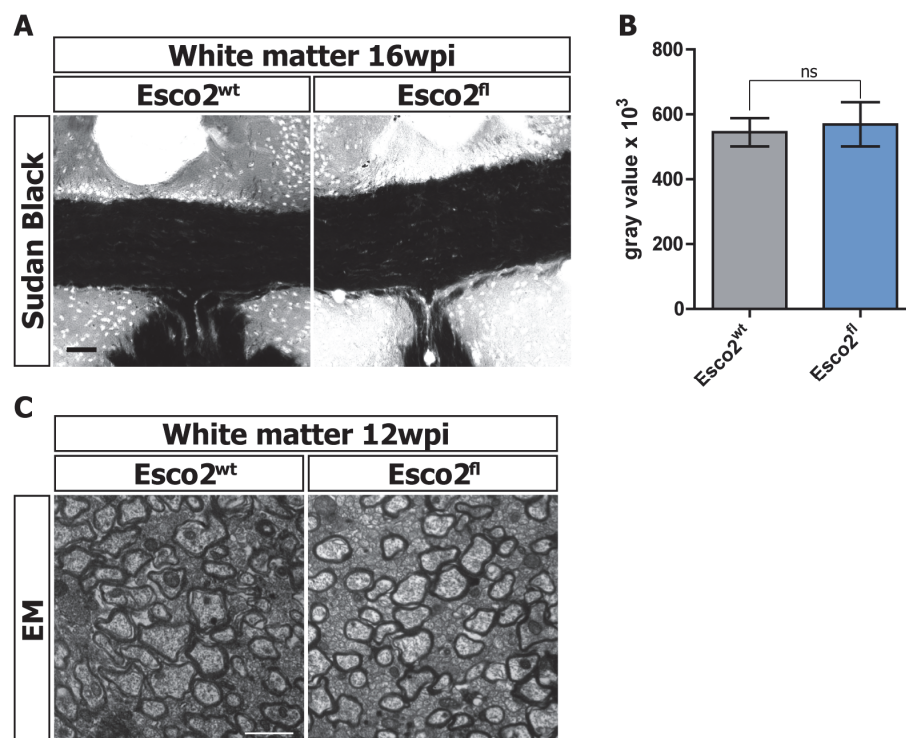 A
White matter 16wpi
Esco2wt
Esco2fl
Sudan Black
B
800
600
400
200
0
gray value x 10³
ns
Esco2wt
Esco2fl
C
White matter 12wpi
Esco2wt
Esco2fl
EM